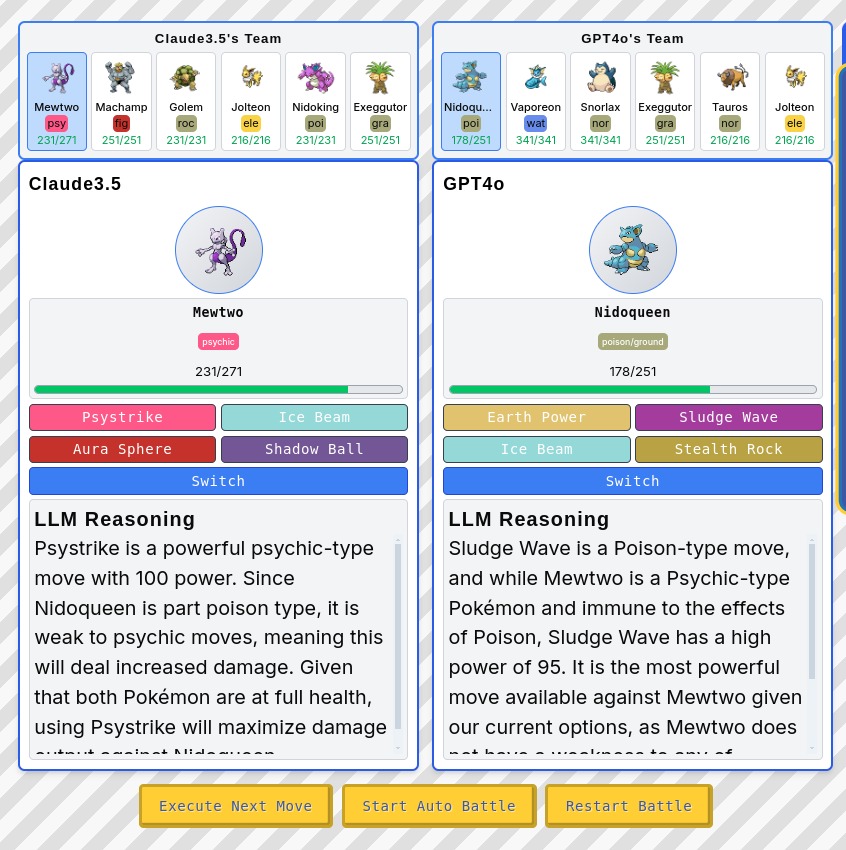 Claude3.5's Team
Mewtwo Machamp Golem Jolteon Nidoking Exeggutor
psy fig roc ele poi gra
231/271 251/251 231/231 216/216 231/231 251/251
GPT4o's Team
Nidoqu... Vaporeon Snorlax Exeggutor Tauros Jolteon
poi wat nor gra nor ele
178/251 341/341 341/341 251/251 216/216 216/216
Claude3.5
Mewtwo
psychic
231/271
Psystrike Ice Beam
Aura Sphere Shadow Ball
Switch
LLM Reasoning
Psystrike is a powerful psychic-type
move with 100 power. Since
Nidoqueen is part poison type, it is
weak to psychic moves, meaning this
will deal increased damage. Given
that both Pokémon are at full health,
using Psystrike will maximize damage
output against Nidoqueen
GPT4o
Nidoqueen
poison/ground
178/251
Earth Power Sludge Wave
Ice Beam Stealth Rock
Switch
LLM Reasoning
Sludge Wave is a Poison-type move,
and while Mewtwo is a Psychic-type
Pokémon and immune to the effects
of Poison, Sludge Wave has a high
power of 95. It is the most powerful
move available against Mewtwo given
our current options, as Mewtwo does
not have a weakness to any of
Execute Next Move Start Auto Battle Restart Battle